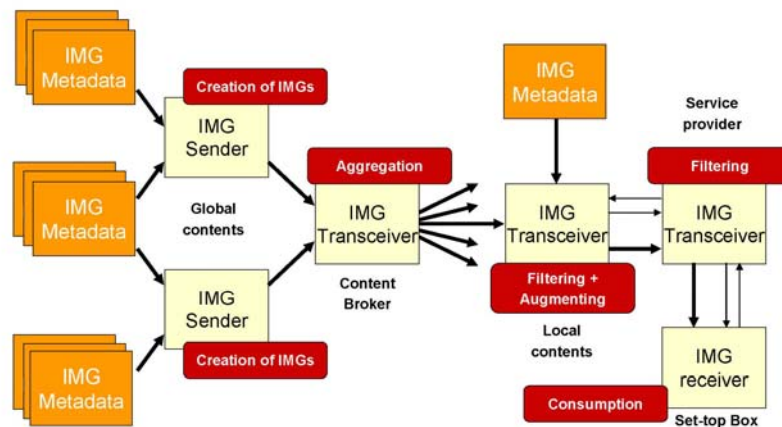 IMG
Metadata
Creation of IMGs
IMG
Sender
IMG
Metadata
Global
contents
IMG
Sender
Creation of IMGs
IMG
Metadata
Aggregation
IMG
Transceiver
Content
Broker
IMG
Metadata
IMG
Transceiver
Filtering +
Augmenting
Local
contents
Service
provider
Filtering
IMG
Transceiver
IMG
receiver
Consumption
Set-top Box